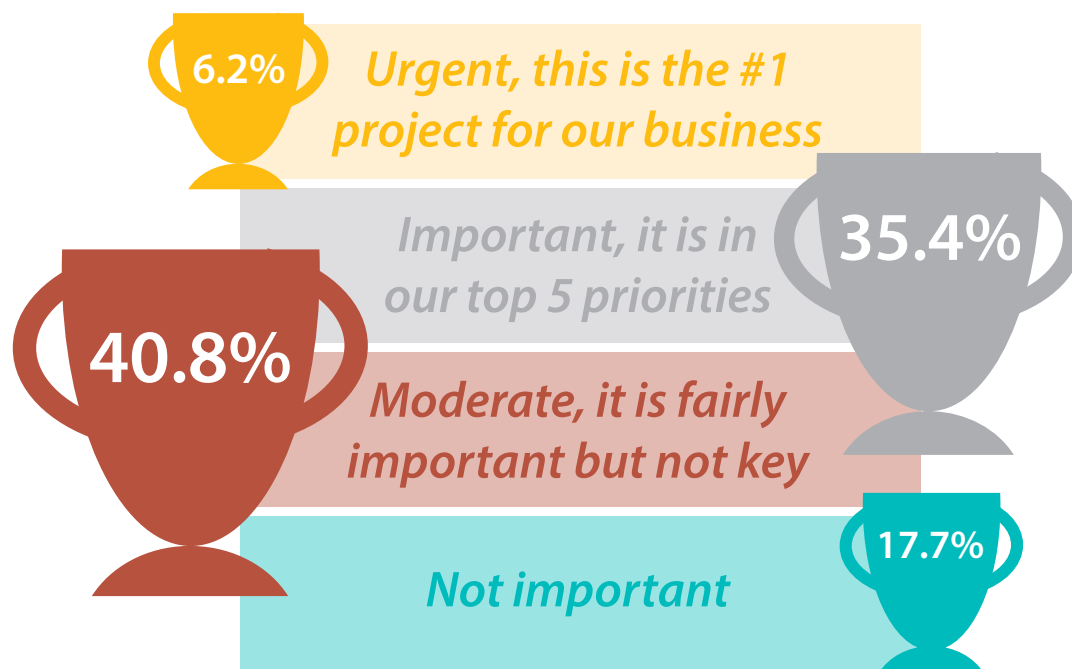 6.2%
Urgent, this is the #1
project for our business
Important, it is in
our top 5 priorities
35.4%
40.8%
Moderate, it is fairly
important but not key
Not important
17.7%